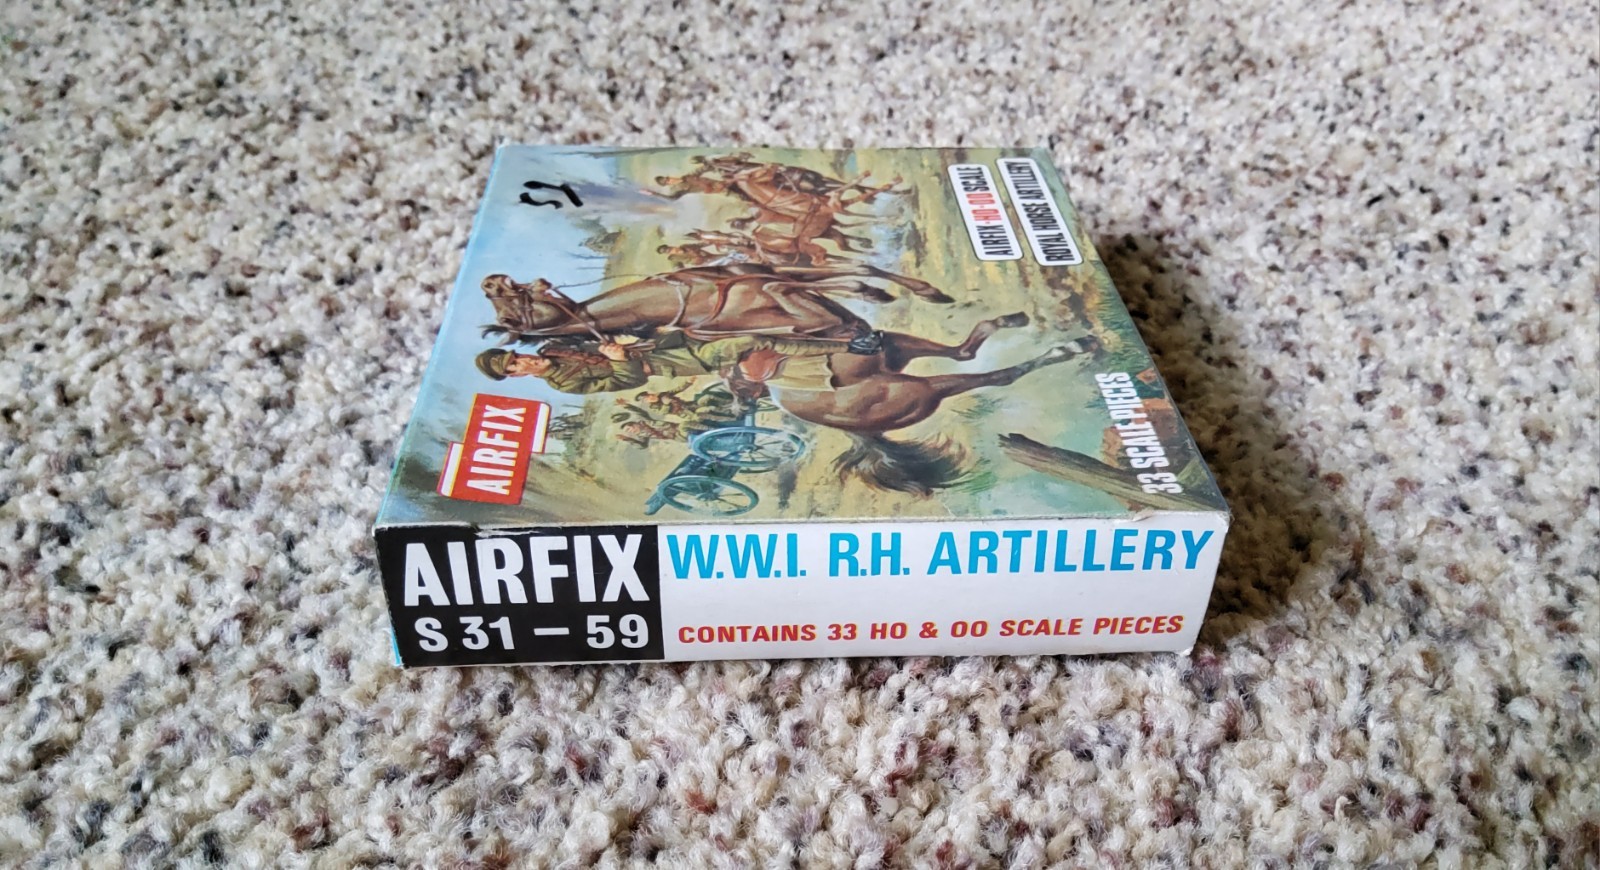 AIRFIX-HO-OO SCALE
ROYAL HORSE ARTILLERY
AIRFIX
33 SCALE PIECES
AIRFIX
S 31 – 59
W.W.I. R.H. ARTILLERY
CONTAINS 33 HO & OO SCALE PIECES